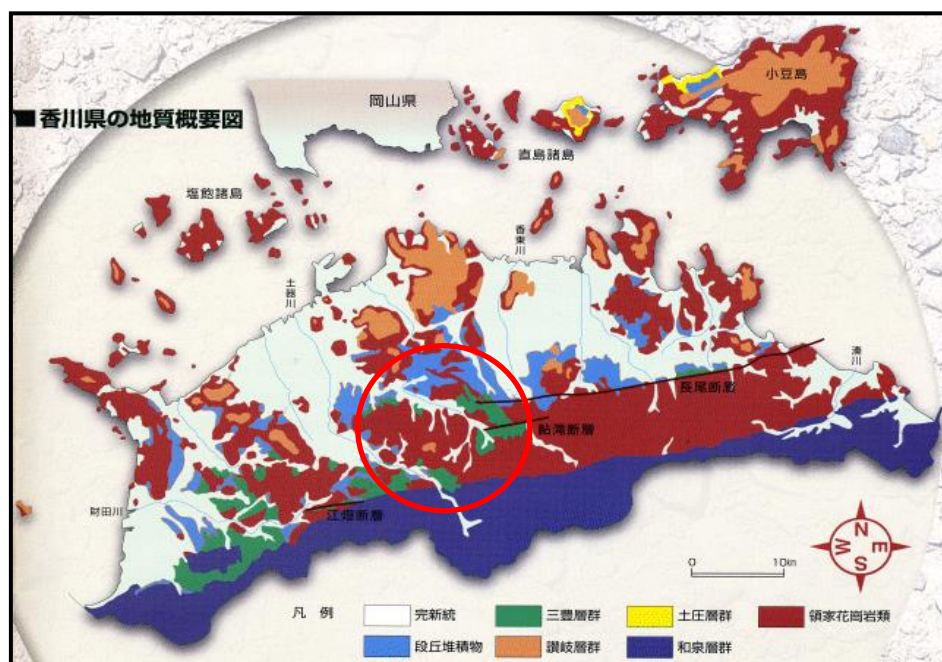 小豆島
岡山県
■香川県の地質概要図
直島諸島
塩飽諸島
香東川
土器川
湊川
長尾断層
鮎滝断層
財田川
江畑断層
N
W E
S
0 10kn
凡例 完新統 三豊層群 土圧層群 領家花崗岩類
段丘堆積物 讃岐層群 和泉層群